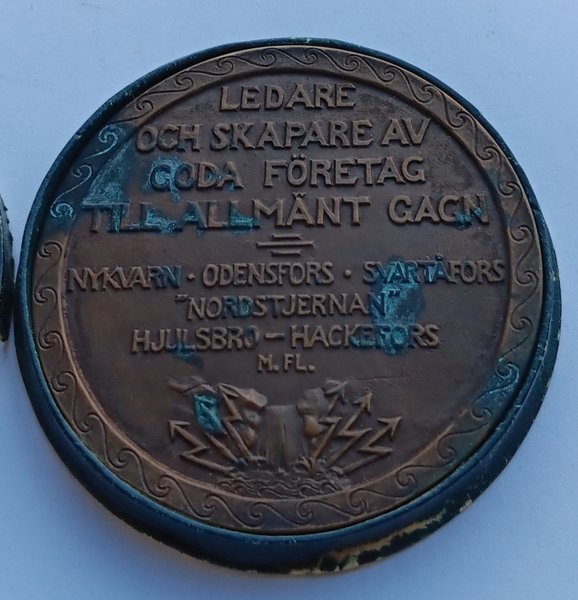 LEDARE
OCH SKAPARE AV
GODA FÖRETAG
TILL ALLMÄNT GAGN
NYKVARN · ODENSFORS · SVARTÅFORS
"NORDSTJERNAN"
HJULSBRO – HACKEFORS
M. FL.